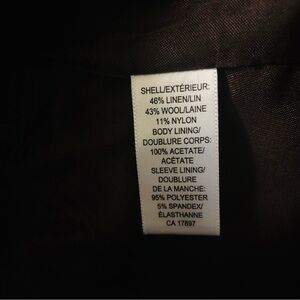 SHELL/EXTÉRIEUR:
46% LINEN/LIN
43% WOOL/LAINE
11% NYLON
BODY LINING/
DOUBLURE CORPS:
100% ACETATE/
ACÉTATE
SLEEVE LINING/
DOUBLURE
DE LA MANCHE:
95% POLYESTER
5% SPANDEX/
ÉLASTHANNE
CA 17897